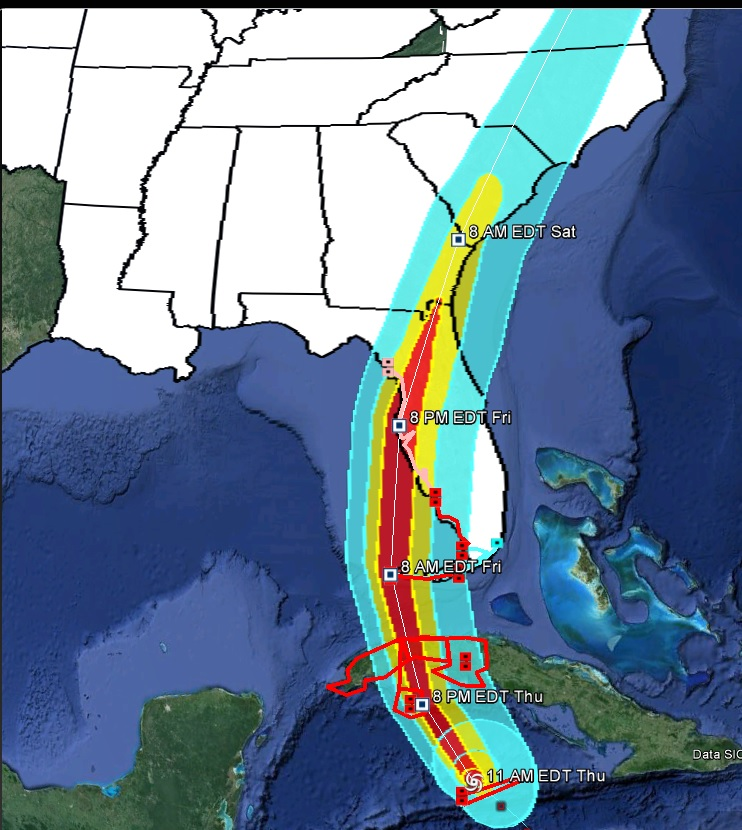 8 AM EDT Sat
8 PM EDT Fri
8 AM EDT Fri
8 PM EDT Thu
Data SIO
11 AM EDT Thu